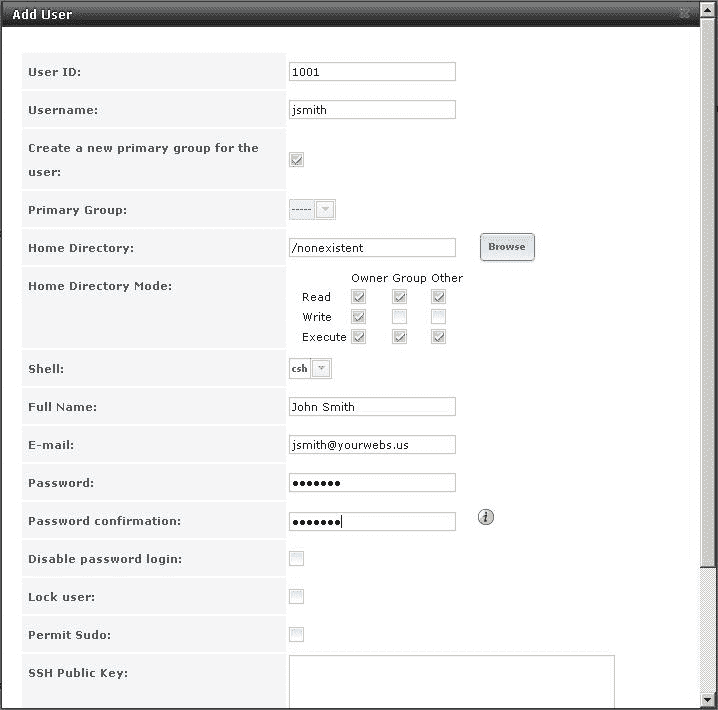 Add User
User ID: 1001
Username: jsmith
Create a new primary group for the
user:
Primary Group: -----
Home Directory: /nonexistent Browse
Home Directory Mode: Owner Group Other
Read
Write
Execute
Shell: csh
Full Name: John Smith
E-mail: jsmith@yourwebs.us
Password: •••••••
Password confirmation: ••••••• i
Disable password login:
Lock user:
Permit Sudo:
SSH Public Key: